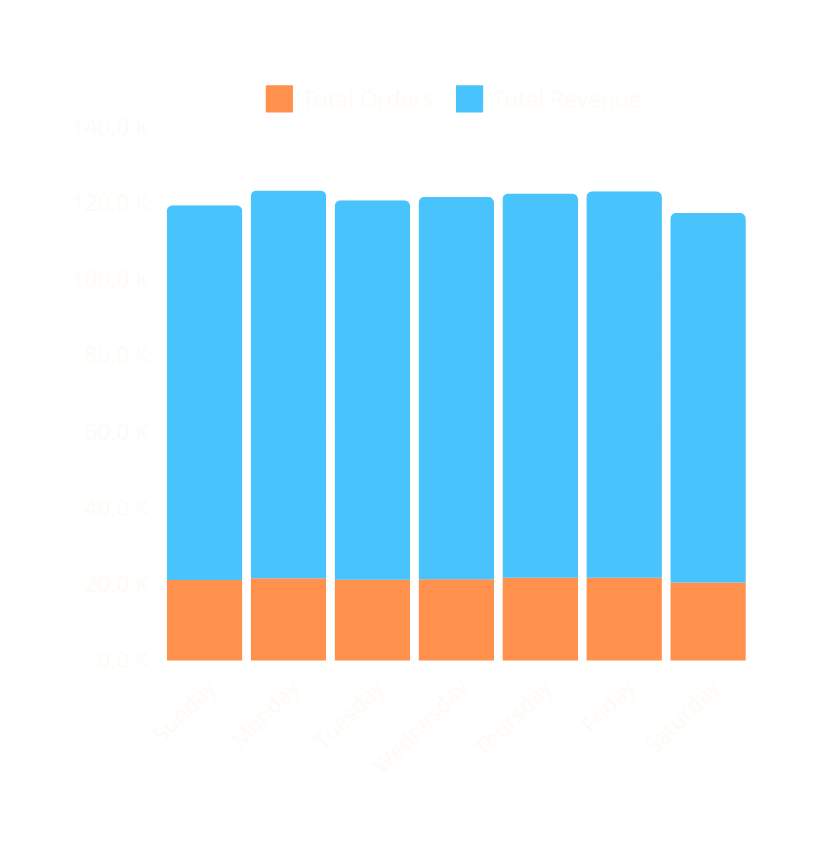 Total Orders Total Revenue
140.0 K
120.0 K
100.0 K
80.0 K
60.0 K
40.0 K
20.0 K
0.0 K
Sunday Monday Tuesday Wednesday Thursday Friday Saturday